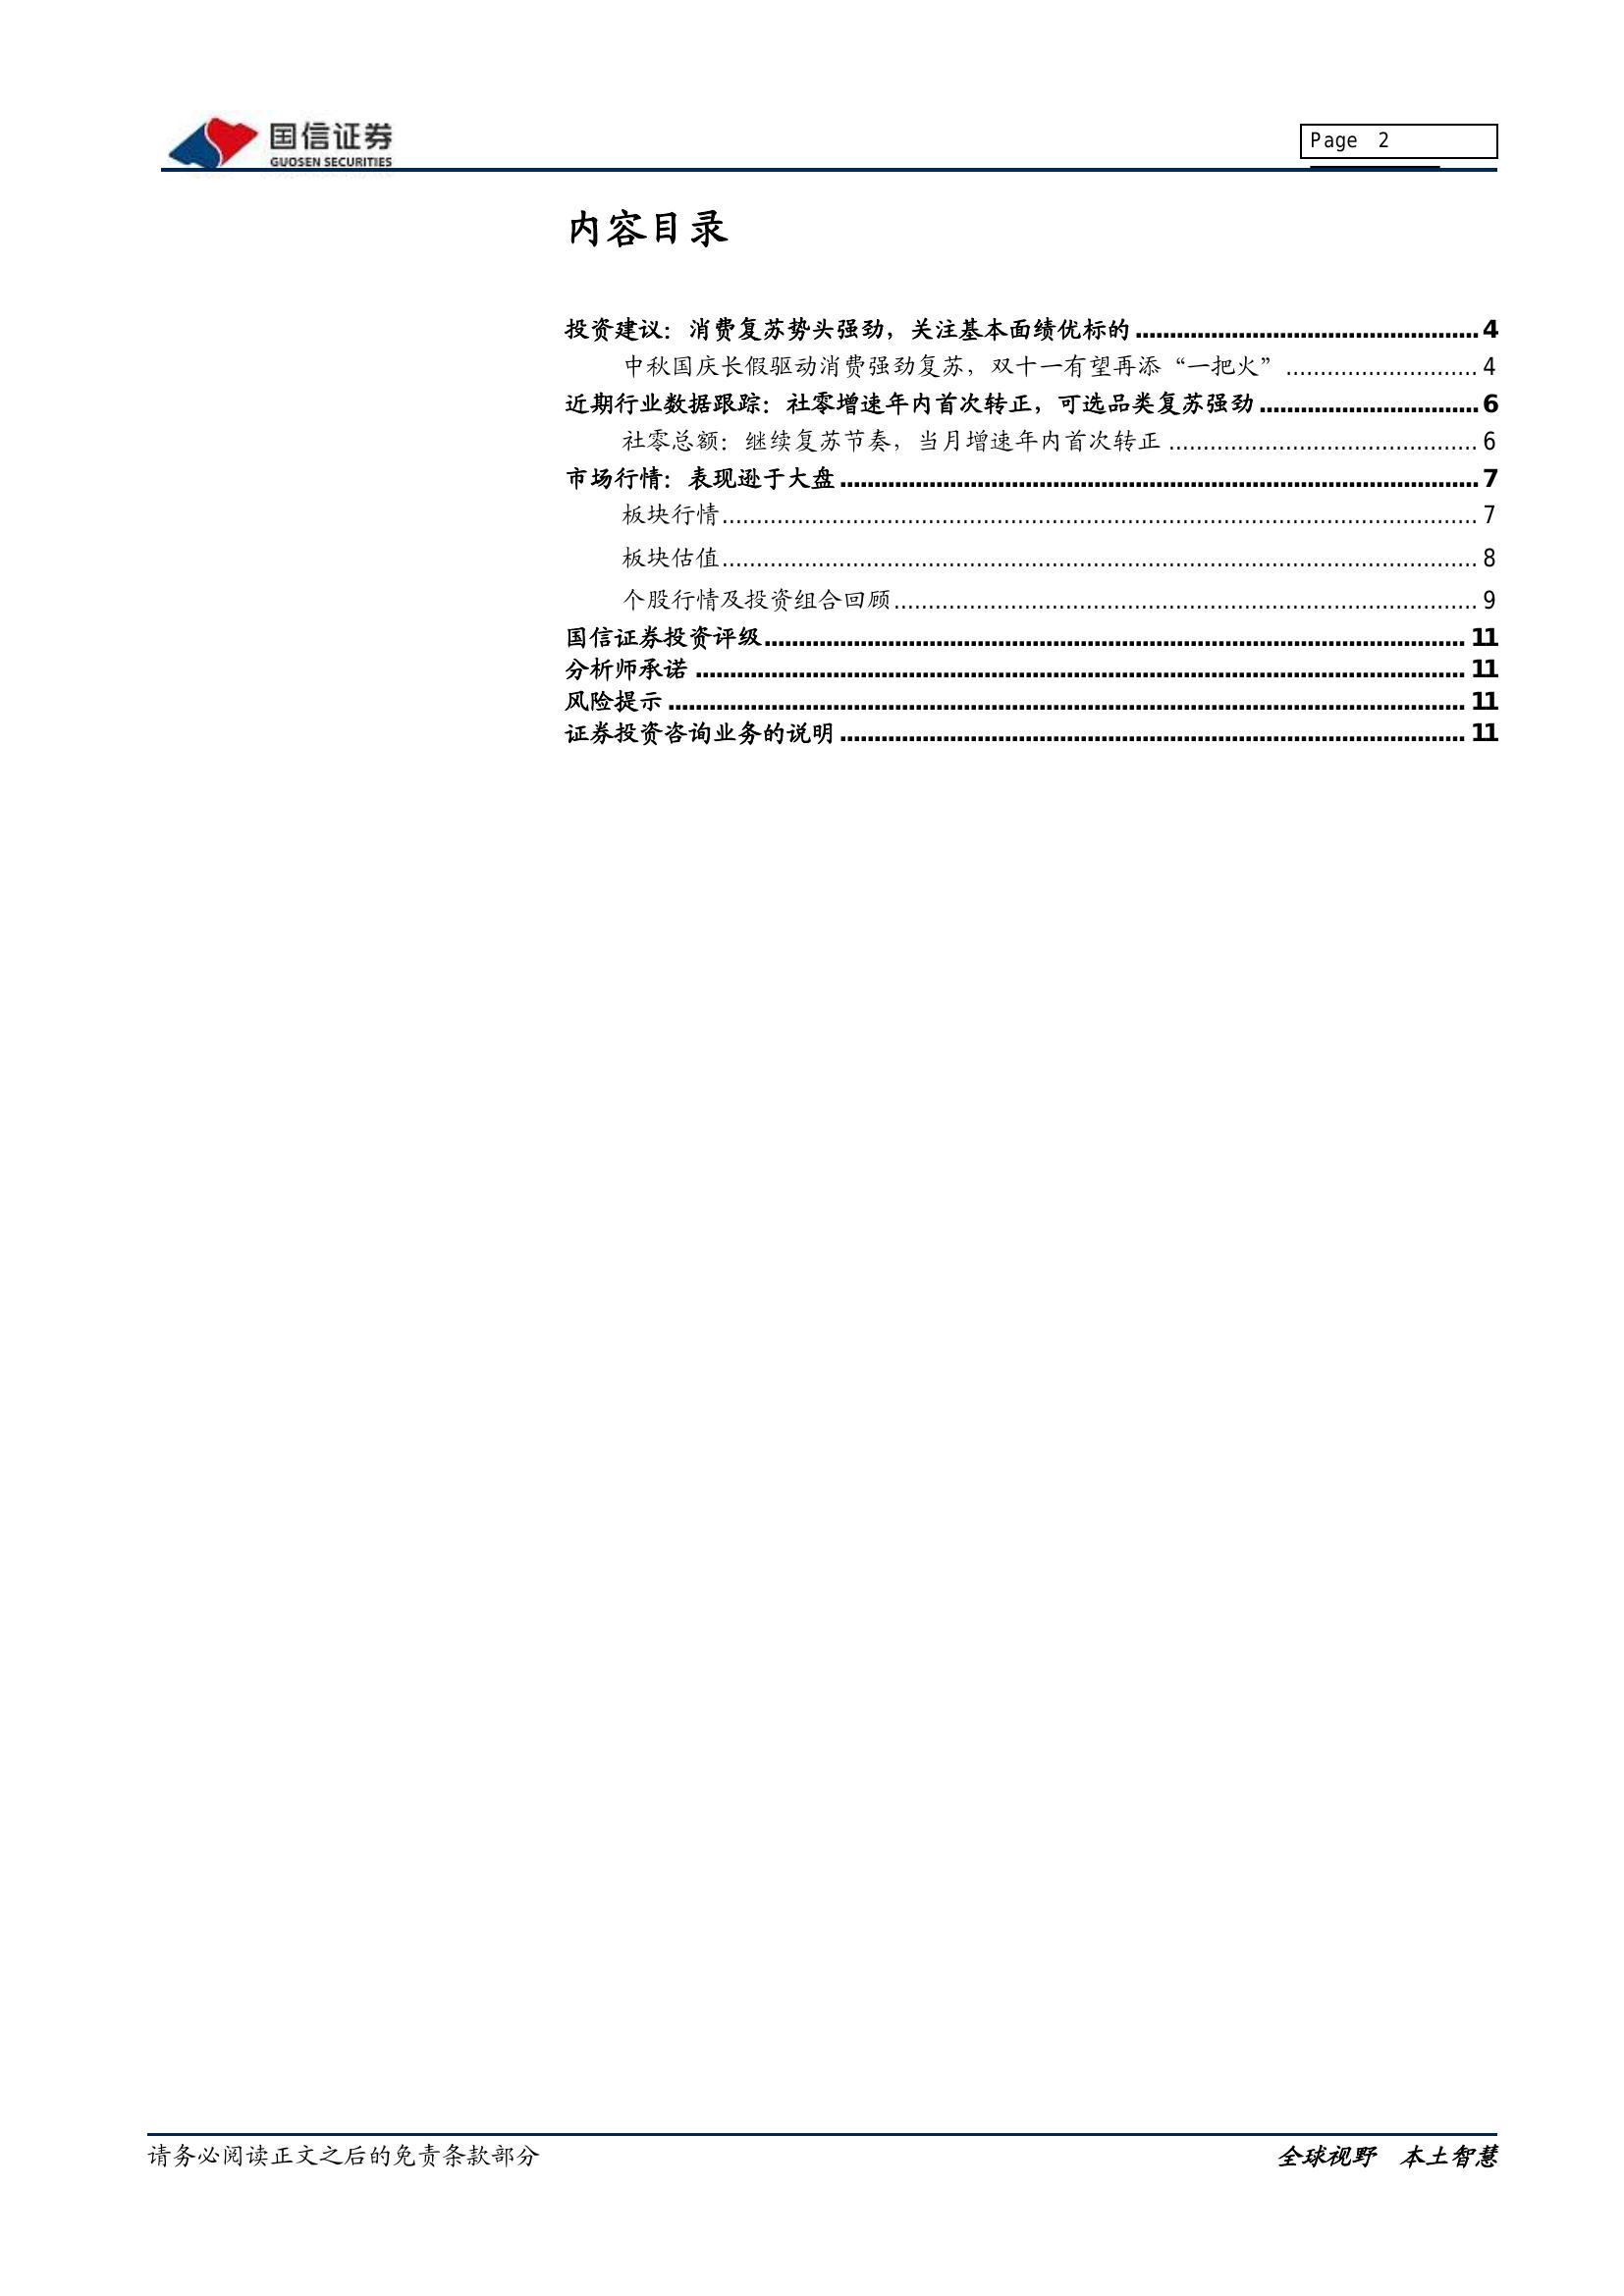 国信证券
GUOSEN SECURITIES
Page 2
内容目录
投资建议：消费复苏势头强劲，关注基本面绩优标的 ................................................. 4
中秋国庆长假驱动消费强劲复苏，双十一有望再添“一把火” ............................ 4
近期行业数据跟踪：社零增速年内首次转正，可选品类复苏强劲 ................................ 6
社零总额：继续复苏节奏，当月增速年内首次转正 ............................................. 6
市场行情：表现逊于大盘 ............................................................................................ 7
板块行情 .............................................................................................................. 7
板块估值 .............................................................................................................. 8
个股行情及投资组合回顾 ..................................................................................... 9
国信证券投资评级 ..................................................................................................... 11
分析师承诺 ................................................................................................................ 11
风险提示 .................................................................................................................... 11
证券投资咨询业务的说明 .......................................................................................... 11
请务必阅读正文之后的免责条款部分
全球视野 本土智慧